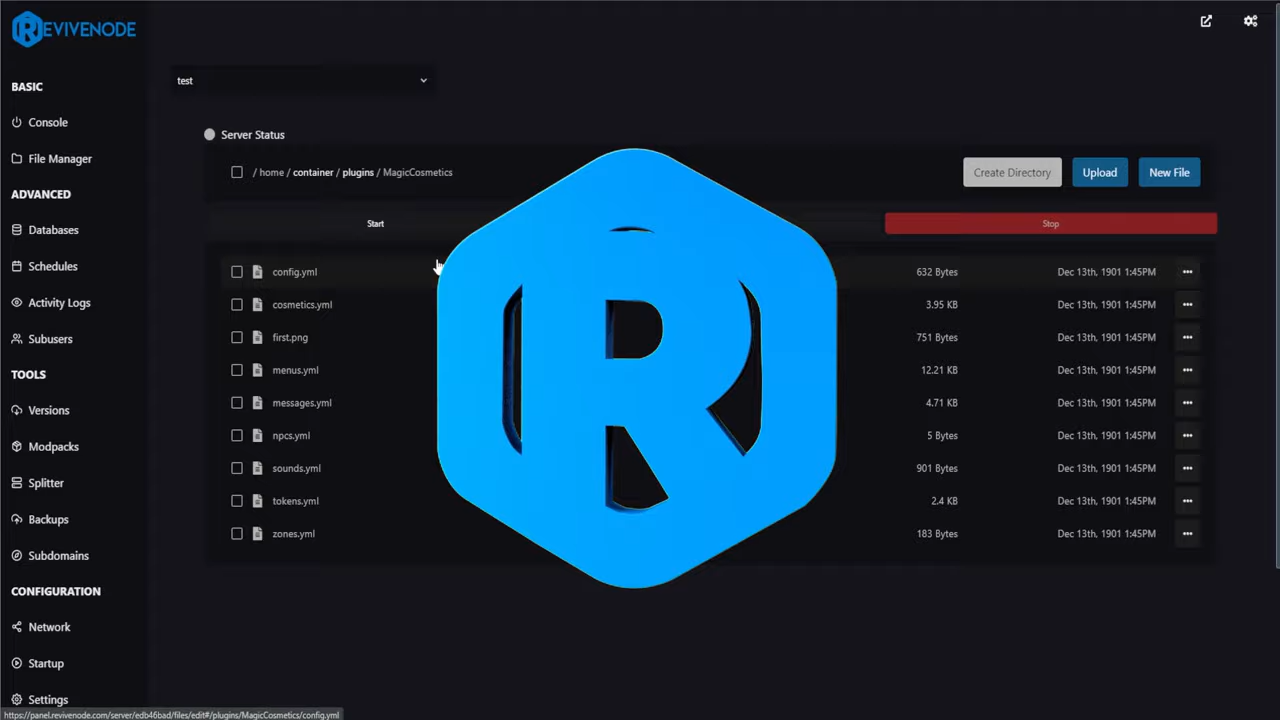 REVIVENODE
test
BASIC
Console
File Manager
ADVANCED
Databases
Schedules
Activity Logs
Subusers
TOOLS
Versions
Modpacks
Splitter
Backups
Subdomains
CONFIGURATION
Network
Startup
Settings
Server Status
/ home / container / plugins / MagicCosmetics
Create Directory Upload New File
Start Stop
config.yml 632 Bytes Dec 13th, 1901 1:45PM
cosmetics.yml 3.95 KB Dec 13th, 1901 1:45PM
first.png 751 Bytes Dec 13th, 1901 1:45PM
menus.yml 12.21 KB Dec 13th, 1901 1:45PM
messages.yml 4.71 KB Dec 13th, 1901 1:45PM
npcs.yml 5 Bytes Dec 13th, 1901 1:45PM
sounds.yml 901 Bytes Dec 13th, 1901 1:45PM
tokens.yml 2.4 KB Dec 13th, 1901 1:45PM
zones.yml 183 Bytes Dec 13th, 1901 1:45PM
R
https://panel.revivenode.com/server/edb46bad/files/edit#/plugins/MagicCosmetics/config.yml